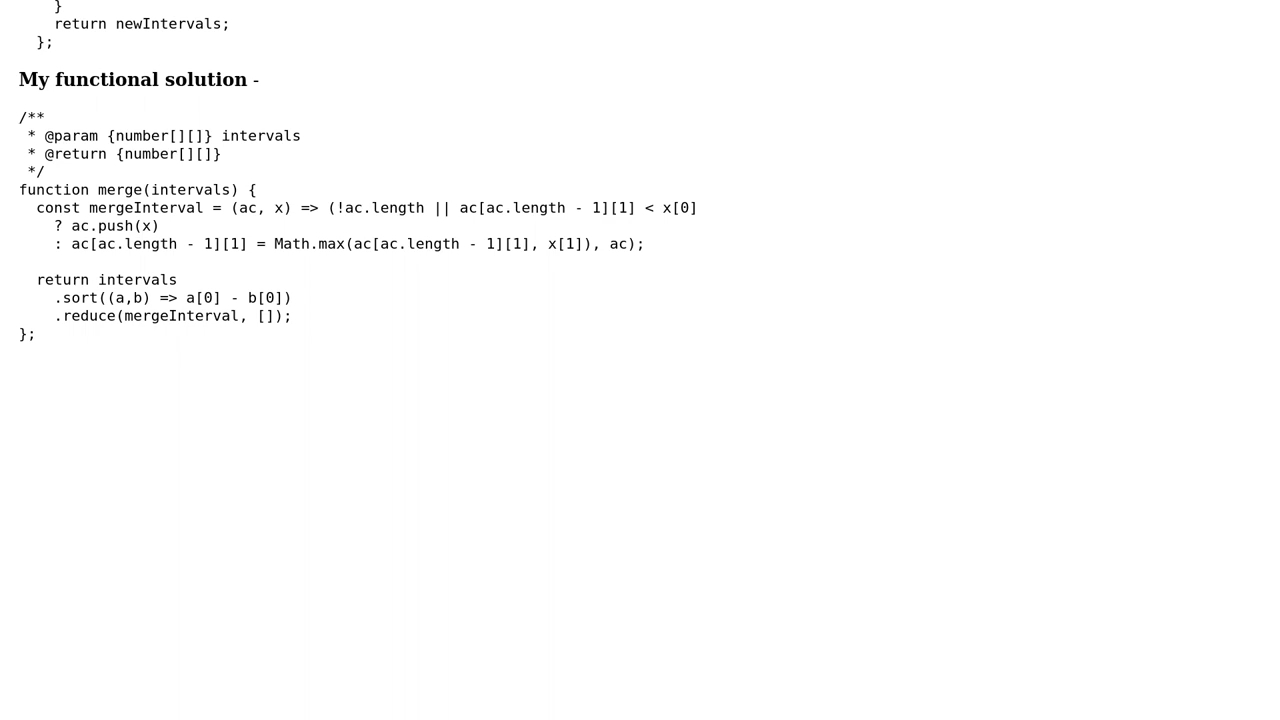 }
    return newIntervals;
  };
My functional solution -
/**
 * @param {number[][]} intervals
 * @return {number[][]}
 */
function merge(intervals) {
  const mergeInterval = (ac, x) => (!ac.length || ac[ac.length - 1][1] < x[0]
    ? ac.push(x)
    : ac[ac.length - 1][1] = Math.max(ac[ac.length - 1][1], x[1]), ac);
  return intervals
    .sort((a,b) => a[0] - b[0])
    .reduce(mergeInterval, []);
};